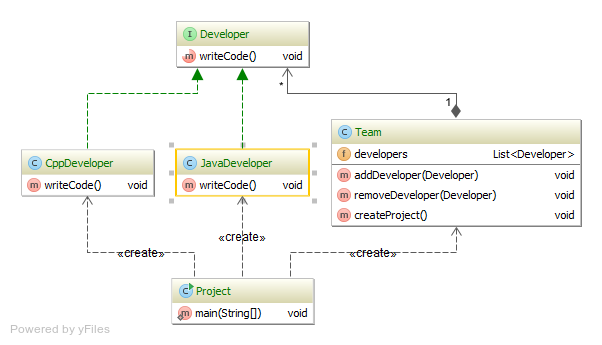 I Developer
m writeCode() void
*
1
C CppDeveloper
m writeCode() void
C JavaDeveloper
m writeCode() void
C Team
f developers List<Developer>
m addDeveloper(Developer) void
m removeDeveloper(Developer) void
m createProject() void
«create»
«create»
«create»
C Project
m main(String[]) void
Powered by yFiles